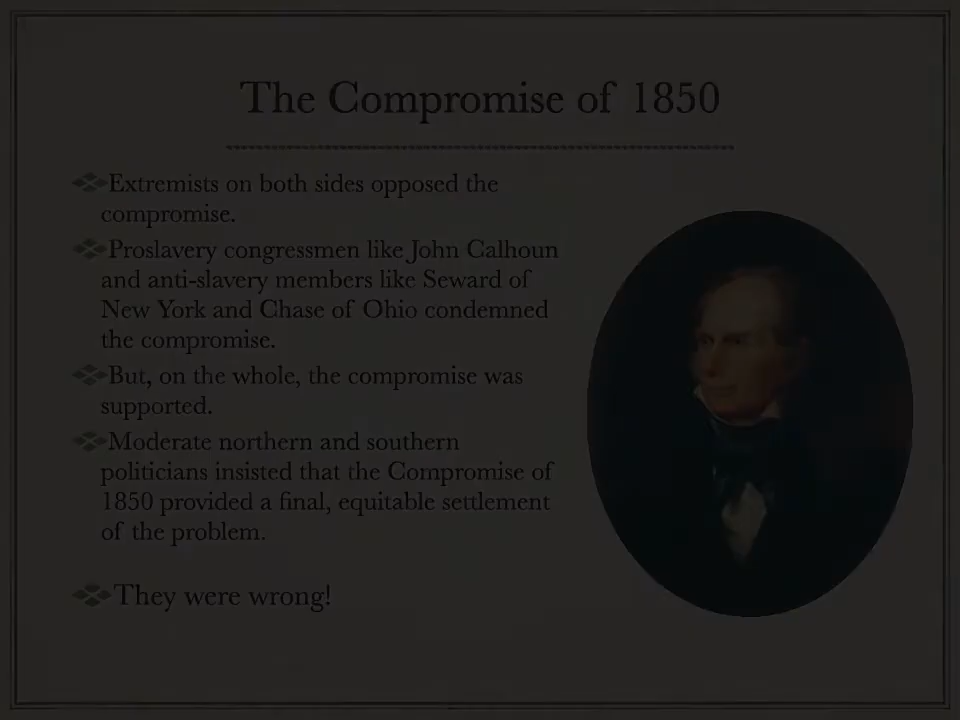 The Compromise of 1850
Extremists on both sides opposed the
compromise.
Proslavery congressmen like John Calhoun
and anti-slavery members like Seward of
New York and Chase of Ohio condemned
the compromise.
But, on the whole, the compromise was
supported.
Moderate northern and southern
politicians insisted that the Compromise of
1850 provided a final, equitable settlement
of the problem.
They were wrong!